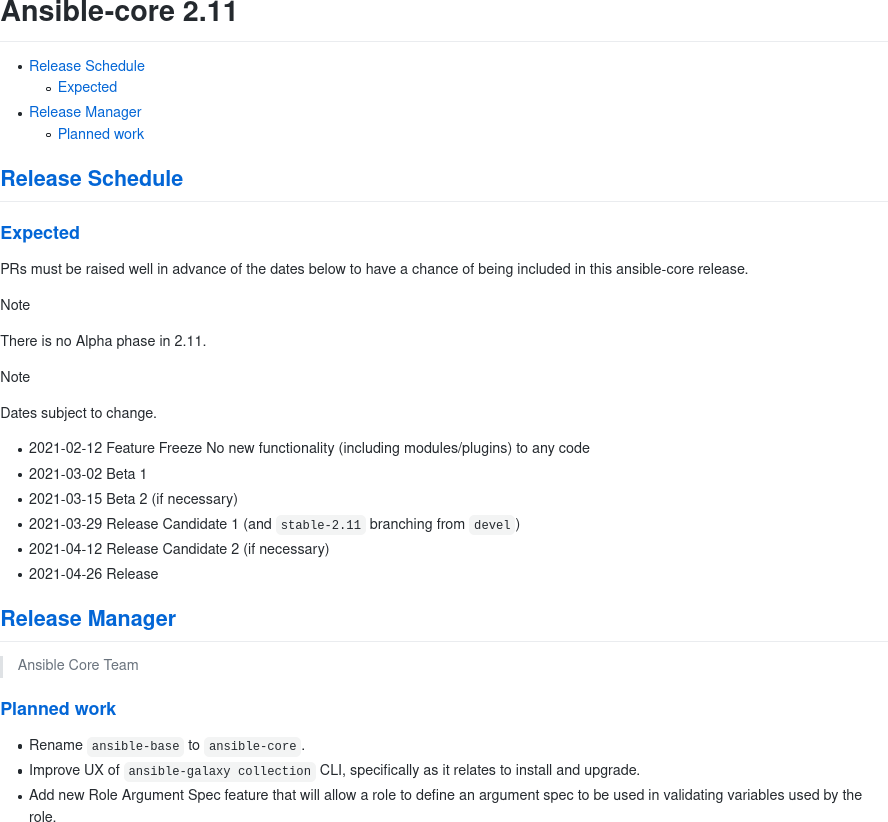 Ansible-core 2.11
Release Schedule
Expected
Release Manager
Planned work
Release Schedule
Expected
PRs must be raised well in advance of the dates below to have a chance of being included in this ansible-core release.
Note
There is no Alpha phase in 2.11.
Note
Dates subject to change.
2021-02-12 Feature Freeze No new functionality (including modules/plugins) to any code
2021-03-02 Beta 1
2021-03-15 Beta 2 (if necessary)
2021-03-29 Release Candidate 1 (and stable-2.11 branching from devel )
2021-04-12 Release Candidate 2 (if necessary)
2021-04-26 Release
Release Manager
Ansible Core Team
Planned work
Rename ansible-base to ansible-core .
Improve UX of ansible-galaxy collection CLI, specifically as it relates to install and upgrade.
Add new Role Argument Spec feature that will allow a role to define an argument spec to be used in validating variables used by the
role.